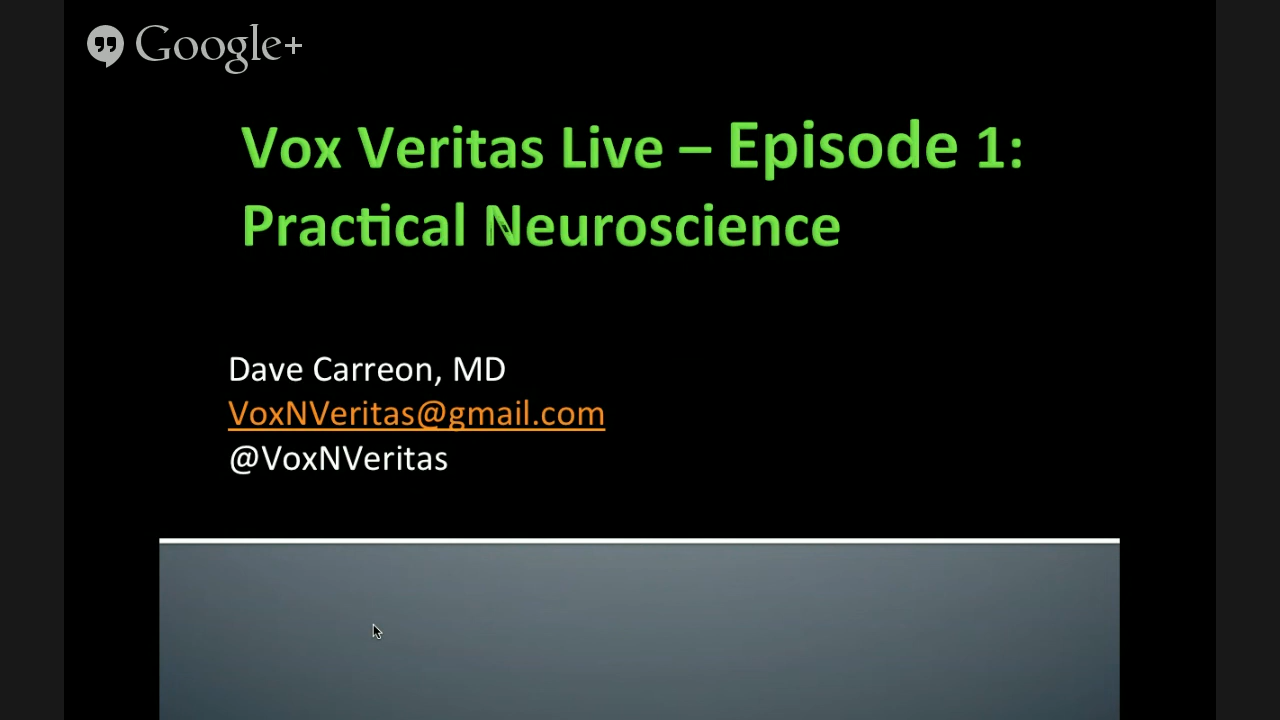 Google+
Vox Veritas Live – Episode 1:
Practical Neuroscience
Dave Carreon, MD
VoxNVeritas@gmail.com
@VoxNVeritas